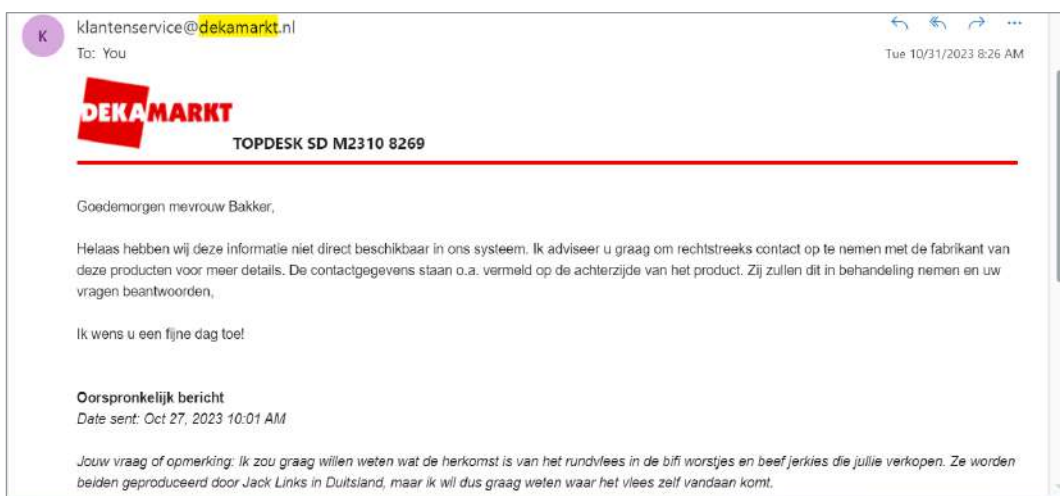 K
klantenservice@dekamarkt.nl
To: You
Tue 10/31/2023 8:26 AM
DEKAMARKT
TOPDESK SD M2310 8269
Goedemorgen mevrouw Bakker,
Helaas hebben wij deze informatie niet direct beschikbaar in ons systeem. Ik adviseer u graag om rechtstreeks contact op te nemen met de fabrikant van
deze producten voor meer details. De contactgegevens staan o.a. vermeld op de achterzijde van het product. Zij zullen dit in behandeling nemen en uw
vragen beantwoorden,
Ik wens u een fijne dag toe!
Oorspronkelijk bericht
Date sent: Oct 27, 2023 10:01 AM
Jouw vraag of opmerking: Ik zou graag willen weten wat de herkomst is van het rundvlees in de bifi worstjes en beef jerkies die jullie verkopen. Ze worden
beiden geproduceerd door Jack Links in Duitsland, maar ik wil dus graag weten waar het vlees zelf vandaan komt.